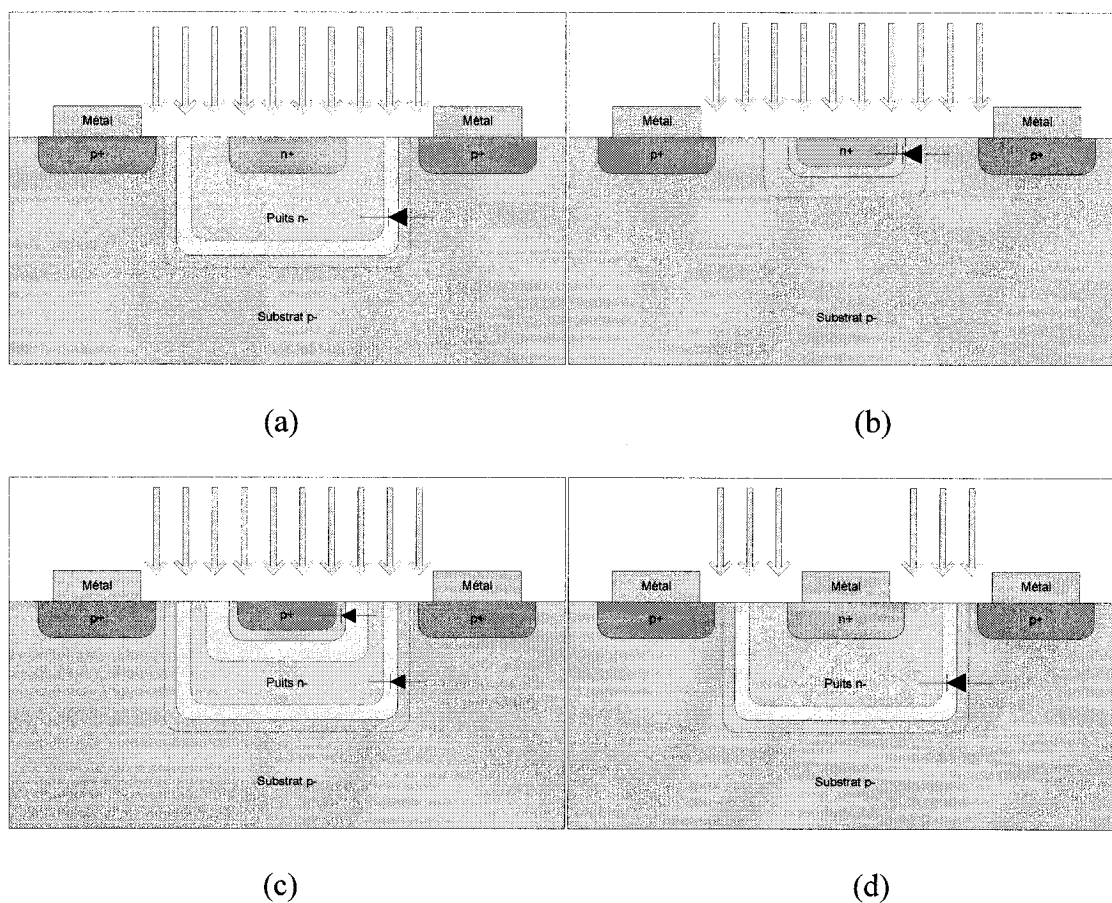 Métal Métal
p+ n+ p+
Puits n-
Substrat p-
(a)
Métal Métal
p+ n+ p+
Substrat p-
(b)
Métal Métal
p+ p+ p+
Puits n-
Substrat p-
(c)
Métal Métal Métal
p+ n+ p+
Puits n-
Substrat p-
(d)